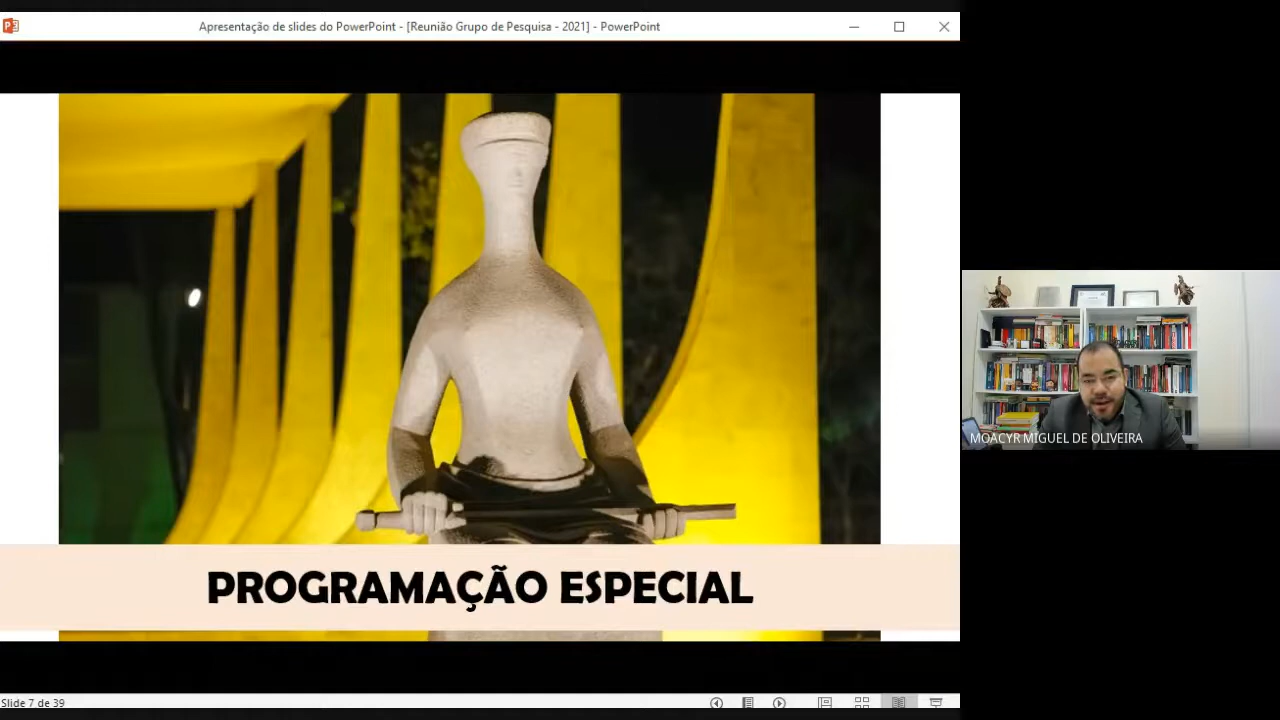 Apresentação de slides do PowerPoint - [Reunião Grupo de Pesquisa - 2021] - PowerPoint
PROGRAMAÇÃO ESPECIAL
MOACYR MIGUEL DE OLIVEIRA
Slide 7 de 39